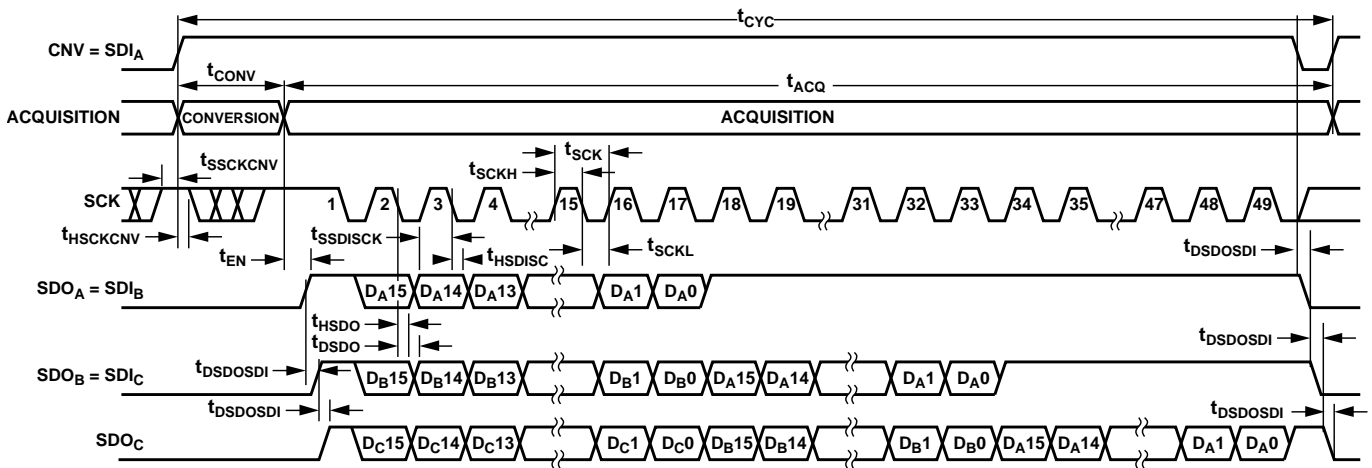 tCYC
CNV = SDIA
tCONV
tACQ
ACQUISITION CONVERSION ACQUISITION
tSSCKCNV
tSCK
tSCKH
SCK 1 2 3 4 15 16 17 18 19 31 32 33 34 35 47 48 49
tHSCKCNV
tSSDISCK
tEN
tHSDISC
tSCKL
tDSDOSDI
SDOA = SDIB DA15 DA14 DA13 DA1 DA0
tHSDO
tDSDO
tDSDOSDI
tDSDOSDI
SDOB = SDIC DB15 DB14 DB13 DB1 DB0 DA15 DA14 DA1 DA0
tDSDOSDI
tDSDOSDI
SDOC DC15 DC14 DC13 DC1 DC0 DB15 DB14 DB1 DB0 DA15 DA14 DA1 DA0